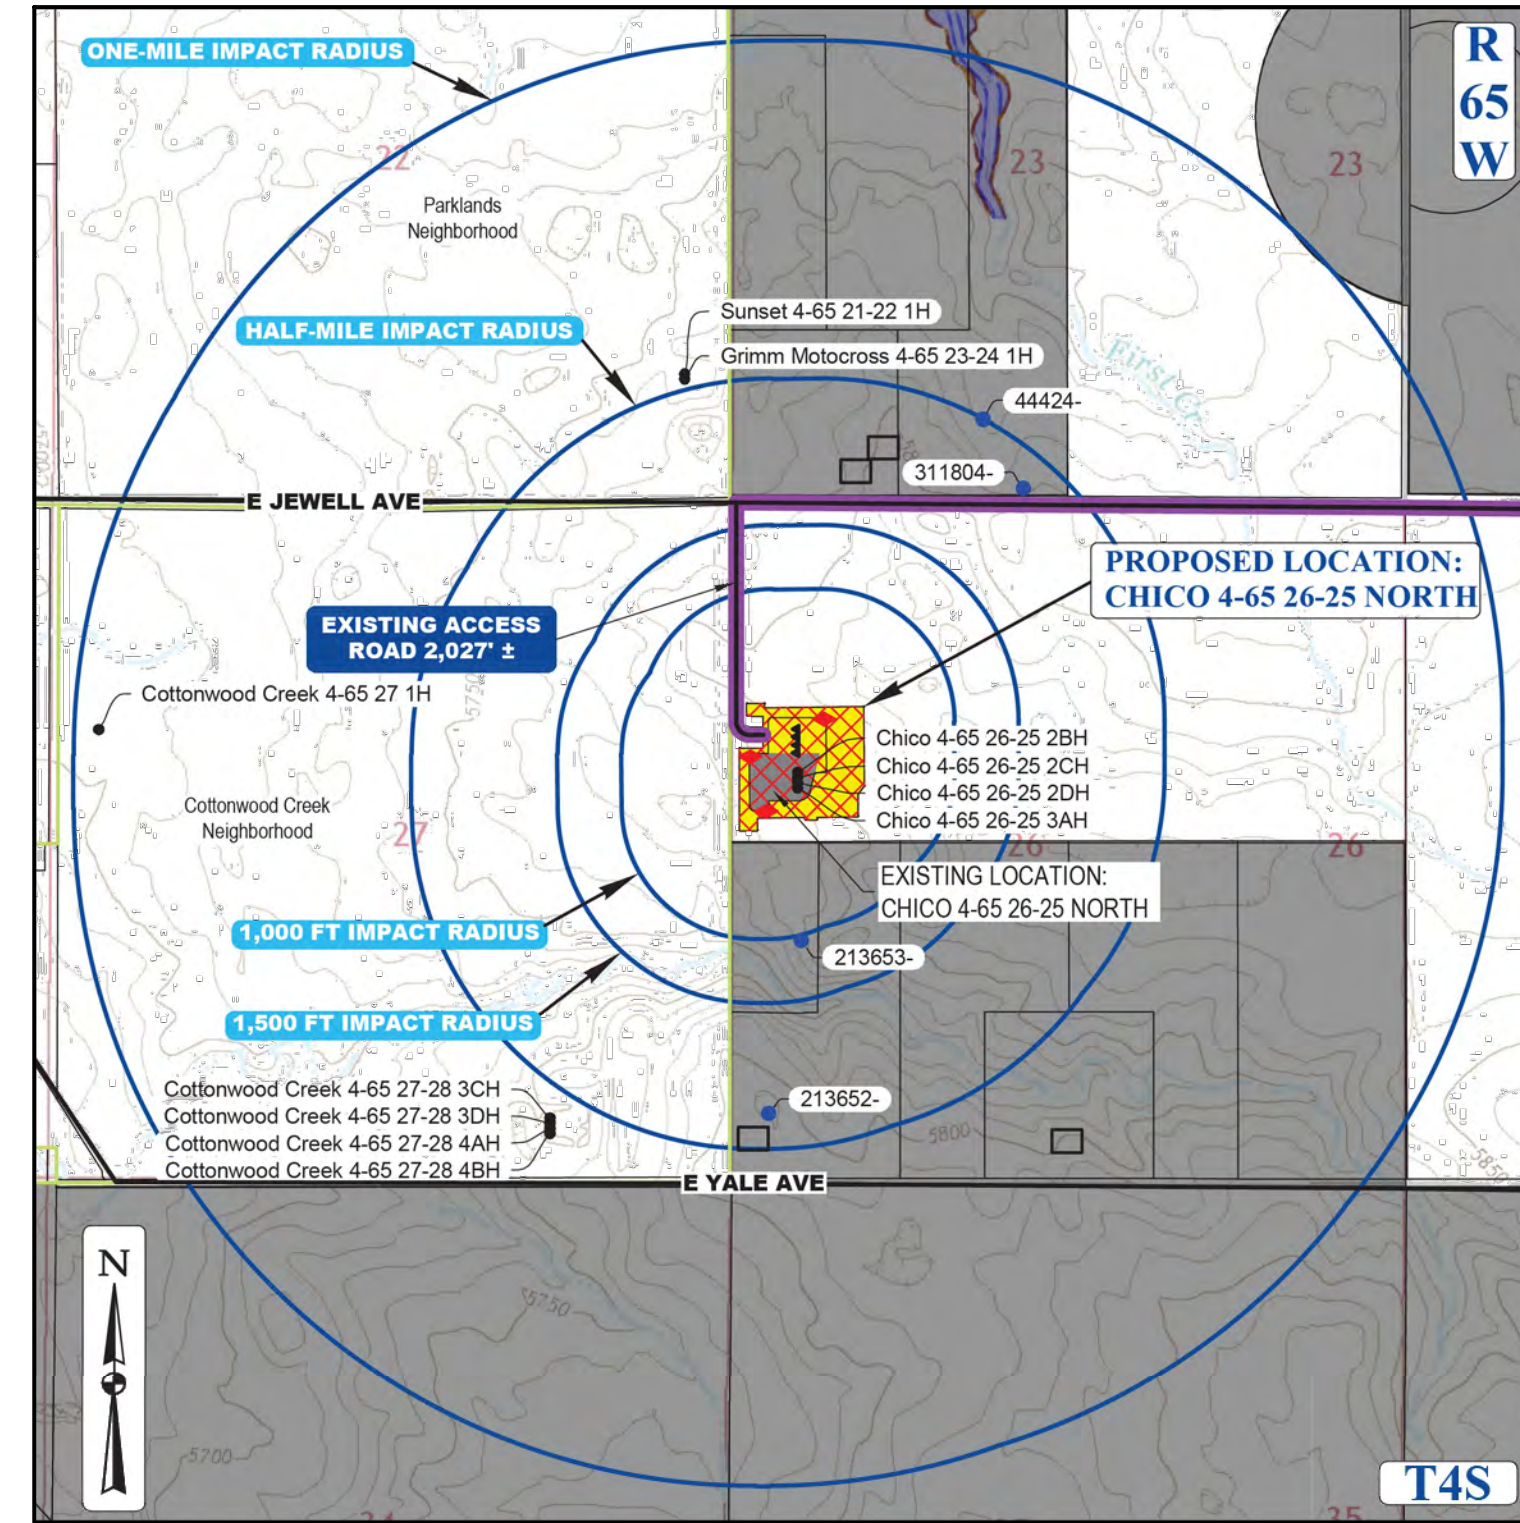 ONE-MILE IMPACT RADIUS
R
65
W
22
23
23
Parklands
Neighborhood
Sunset 4-65 21-22 1H
HALF-MILE IMPACT RADIUS
Grimm Motocross 4-65 23-24 1H
First Cr
44424-
311804-
E JEWELL AVE
PROPOSED LOCATION:
CHICO 4-65 26-25 NORTH
EXISTING ACCESS
ROAD 2,027' ±
5750
Cottonwood Creek 4-65 27 1H
Chico 4-65 26-25 2BH
Chico 4-65 26-25 2CH
Chico 4-65 26-25 2DH
Chico 4-65 26-25 3AH
Cottonwood Creek
Neighborhood
27
26
26
EXISTING LOCATION:
CHICO 4-65 26-25 NORTH
1,000 FT IMPACT RADIUS
213653-
1,500 FT IMPACT RADIUS
Cottonwood Creek 4-65 27-28 3CH
Cottonwood Creek 4-65 27-28 3DH
Cottonwood Creek 4-65 27-28 4AH
Cottonwood Creek 4-65 27-28 4BH
213652-
5800
5850
E YALE AVE
N
5750
5700
T4S
35